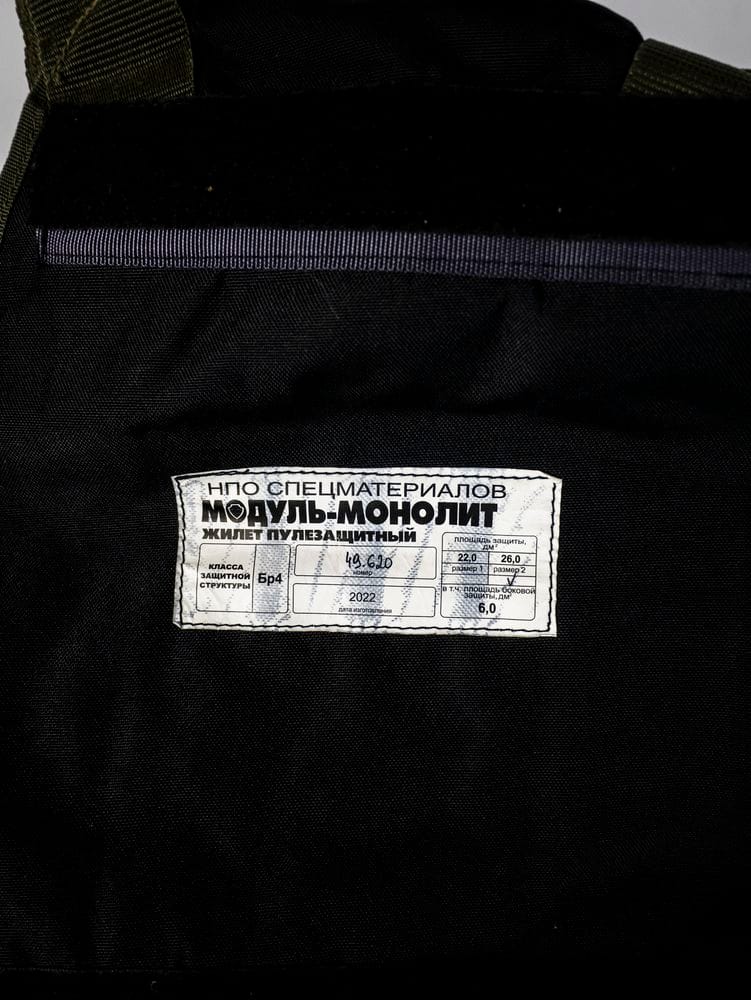 НПО СПЕЦМАТЕРИАЛОВ
МОДУЛЬ-МОНОЛИТ
ЖИЛЕТ ПУЛЕЗАЩИТНЫЙ
КЛАССА
ЗАЩИТНОЙ
СТРУКТУРЫ
Бр4
49.620
номер
2022
дата изготовления
площадь защиты,
дм²
22,0 26,0
размер 1 размер 2
в т.ч. площадь боковой
защиты, дм²
6,0